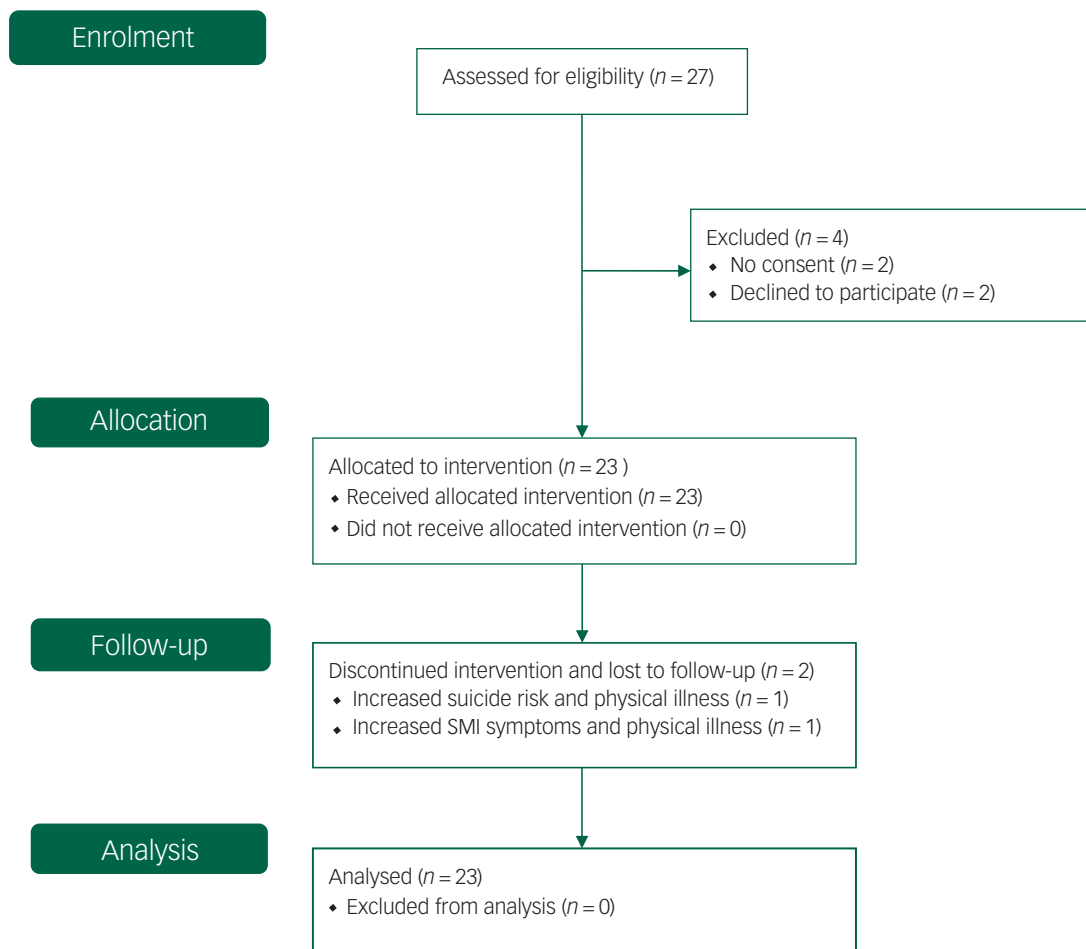 Enrolment
Assessed for eligibility (n = 27)
Excluded (n = 4)
◆ No consent (n = 2)
◆ Declined to participate (n = 2)
Allocation
Allocated to intervention (n = 23 )
◆ Received allocated intervention (n = 23)
◆ Did not receive allocated intervention (n = 0)
Follow-up
Discontinued intervention and lost to follow-up (n = 2)
◆ Increased suicide risk and physical illness (n = 1)
◆ Increased SMI symptoms and physical illness (n = 1)
Analysis
Analysed (n = 23)
◆ Excluded from analysis (n = 0)